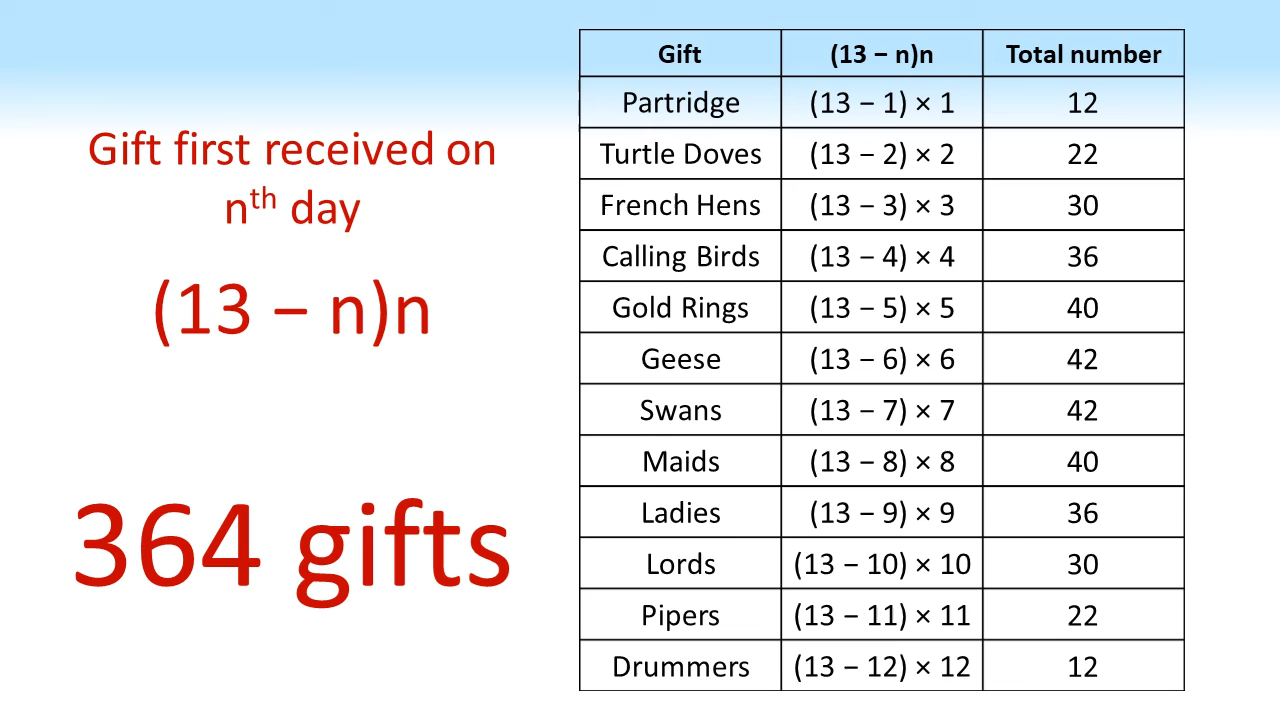 Gift first received on
nth day
(13 − n)n
364 gifts
Gift (13 − n)n Total number
Partridge (13 − 1) × 1 12
Turtle Doves (13 − 2) × 2 22
French Hens (13 − 3) × 3 30
Calling Birds (13 − 4) × 4 36
Gold Rings (13 − 5) × 5 40
Geese (13 − 6) × 6 42
Swans (13 − 7) × 7 42
Maids (13 − 8) × 8 40
Ladies (13 − 9) × 9 36
Lords (13 − 10) × 10 30
Pipers (13 − 11) × 11 22
Drummers (13 − 12) × 12 12